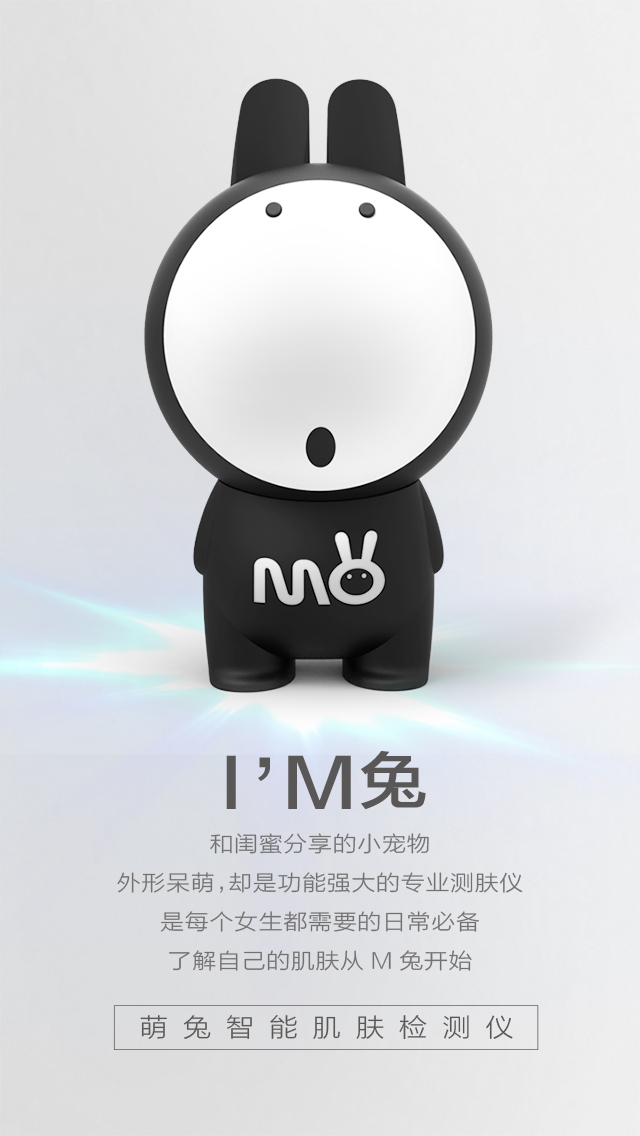 MO
I’M兔
和闺蜜分享的小宠物
外形呆萌,却是功能强大的专业测肤仪
是每个女生都需要的日常必备
了解自己的肌肤从 M 兔开始
萌兔智能肌肤检测仪